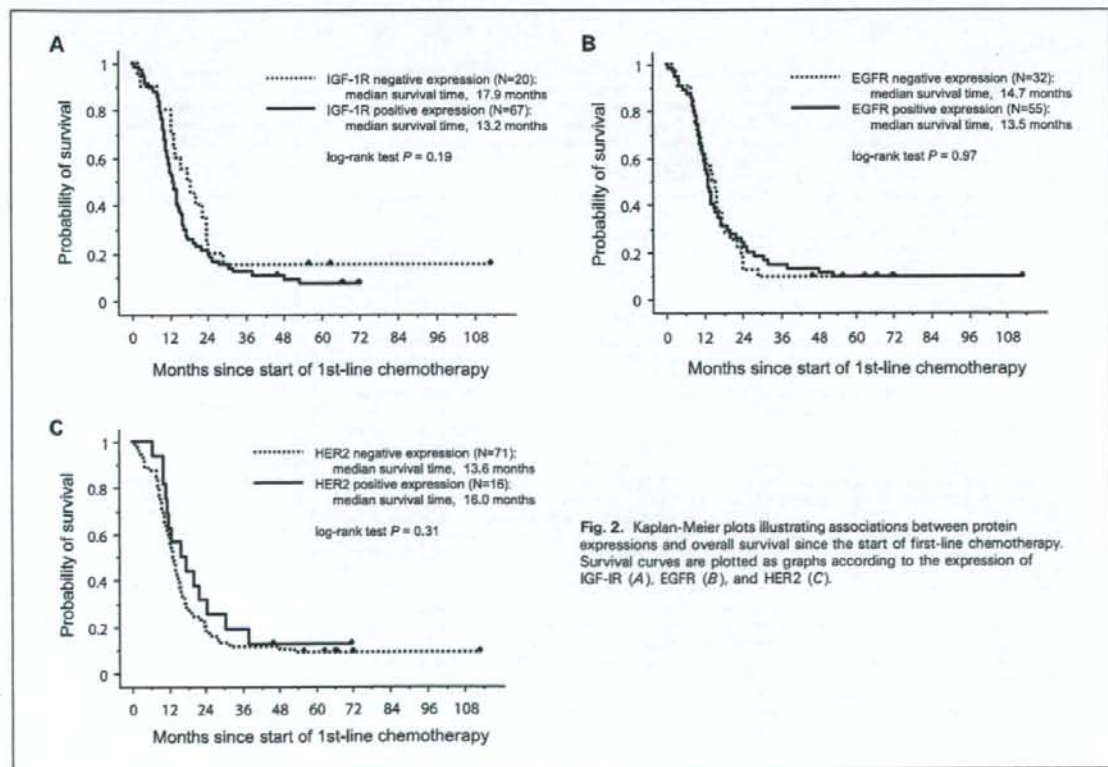 A
Probability of survival
1
0.8
0.6
0.4
0.2
0
IGF-1R negative expression (N=20):
median survival time, 17.9 months
IGF-1R positive expression (N=67):
median survival time, 13.2 months
log-rank test P = 0.19
0 12 24 36 48 60 72 84 96 108
Months since start of 1st-line chemotherapy
B
Probability of survival
1
0.8
0.6
0.4
0.2
0
EGFR negative expression (N=32):
median survival time, 14.7 months
EGFR positive expression (N=55):
median survival time, 13.5 months
log-rank test P = 0.97
0 12 24 36 48 60 72 84 96 108
Months since start of 1st-line chemotherapy
C
Probability of survival
1
0.8
0.6
0.4
0.2
0
HER2 negative expression (N=71):
median survival time, 13.6 months
HER2 positive expression (N=16):
median survival time, 16.0 months
log-rank test P = 0.31
0 12 24 36 48 60 72 84 96 108
Months since start of 1st-line chemotherapy
Fig. 2. Kaplan-Meier plots illustrating associations between protein
expressions and overall survival since the start of first-line chemotherapy.
Survival curves are plotted as graphs according to the expression of
IGF-IR (A), EGFR (B), and HER2 (C).